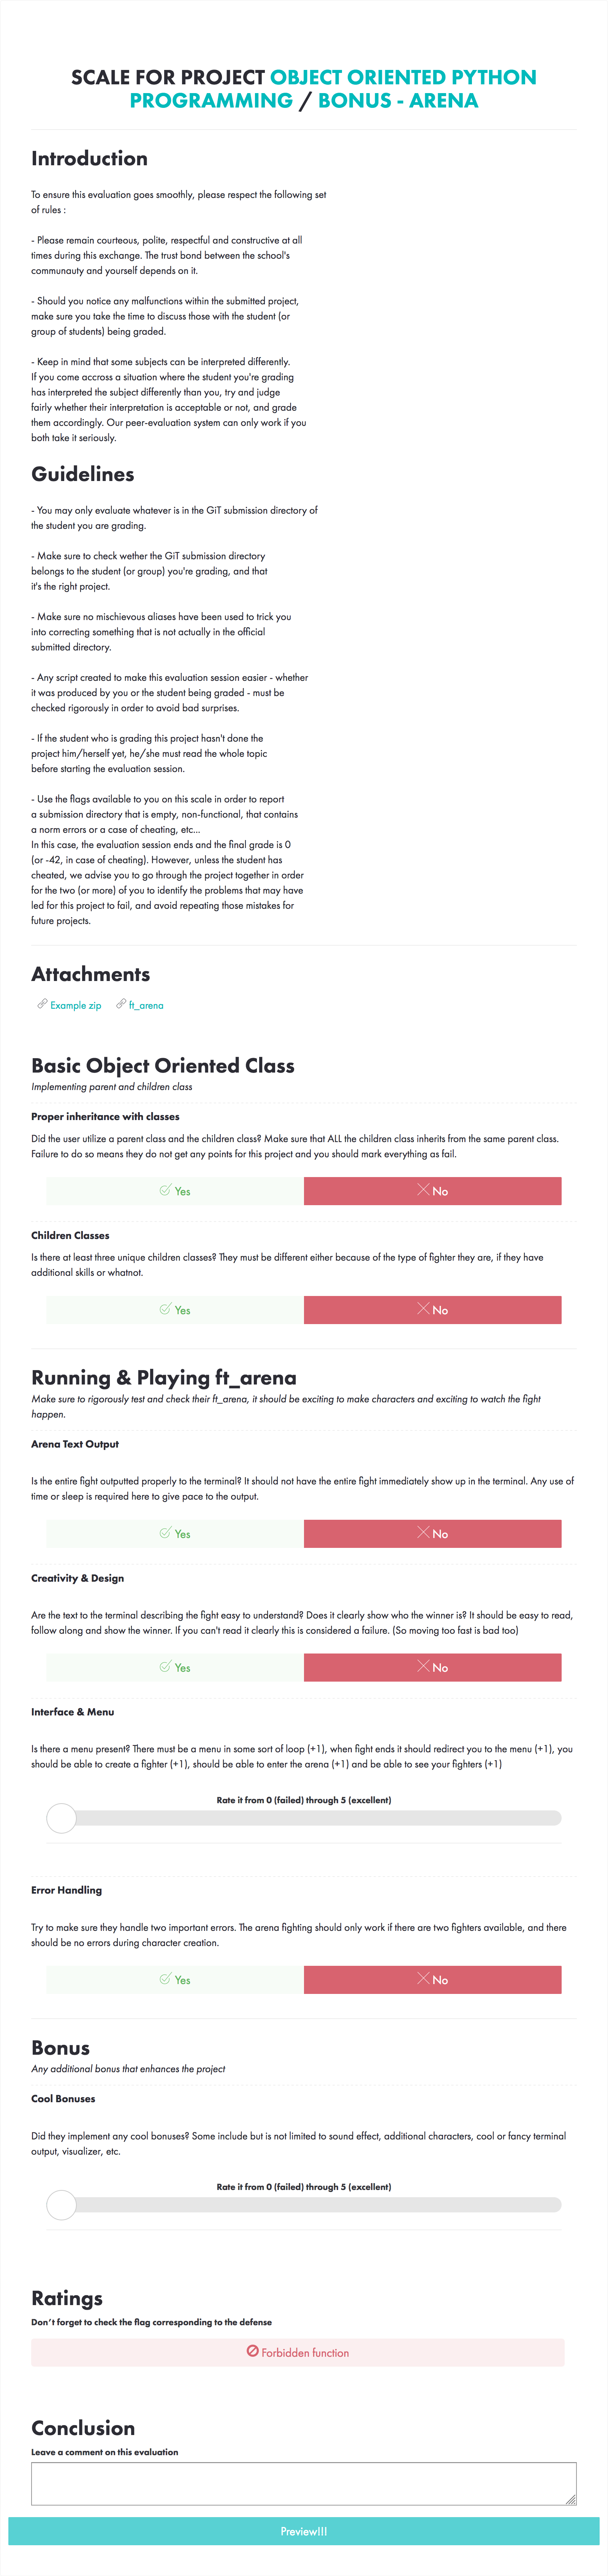 SCALE FOR PROJECT OBJECT ORIENTED PYTHON
PROGRAMMING / BONUS - ARENA
Introduction
To ensure this evaluation goes smoothly, please respect the following set
of rules :
- Please remain courteous, polite, respectful and constructive at all
times during this exchange. The trust bond between the school's
communauty and yourself depends on it.
- Should you notice any malfunctions within the submitted project,
make sure you take the time to discuss those with the student (or
group of students) being graded.
- Keep in mind that some subjects can be interpreted differently.
If you come accross a situation where the student you're grading
has interpreted the subject differently than you, try and judge
fairly whether their interpretation is acceptable or not, and grade
them accordingly. Our peer-evaluation system can only work if you
both take it seriously.
Guidelines
- You may only evaluate whatever is in the GiT submission directory of
the student you are grading.
- Make sure to check wether the GiT submission directory
belongs to the student (or group) you're grading, and that
it's the right project.
- Make sure no mischievous aliases have been used to trick you
into correcting something that is not actually in the official
submitted directory.
- Any script created to make this evaluation session easier - whether
it was produced by you or the student being graded - must be
checked rigorously in order to avoid bad surprises.
- If the student who is grading this project hasn't done the
project him/herself yet, he/she must read the whole topic
before starting the evaluation session.
- Use the flags available to you on this scale in order to report
a submission directory that is empty, non-functional, that contains
a norm errors or a case of cheating, etc...
In this case, the evaluation session ends and the final grade is 0
(or -42, in case of cheating). However, unless the student has
cheated, we advise you to go through the project together in order
for the two (or more) of you to identify the problems that may have
led for this project to fail, and avoid repeating those mistakes for
future projects.
Attachments
Example zip ft_arena
Basic Object Oriented Class
Implementing parent and children class
Proper inheritance with classes
Did the user utilize a parent class and the children class? Make sure that ALL the children class inherits from the same parent class.
Failure to do so means they do not get any points for this project and you should mark everything as fail.
Yes No
Children Classes
Is there at least three unique children classes? They must be different either because of the type of fighter they are, if they have
additional skills or whatnot.
Yes No
Running & Playing ft_arena
Make sure to rigorously test and check their ft_arena, it should be exciting to make characters and exciting to watch the fight
happen.
Arena Text Output
Is the entire fight outputted properly to the terminal? It should not have the entire fight immediately show up in the terminal. Any use of
time or sleep is required here to give pace to the output.
Yes No
Creativity & Design
Are the text to the terminal describing the fight easy to understand? Does it clearly show who the winner is? It should be easy to read,
follow along and show the winner. If you can't read it clearly this is considered a failure. (So moving too fast is bad too)
Yes No
Interface & Menu
Is there a menu present? There must be a menu in some sort of loop (+1), when fight ends it should redirect you to the menu (+1), you
should be able to create a fighter (+1), should be able to enter the arena (+1) and be able to see your fighters (+1)
Rate it from 0 (failed) through 5 (excellent)
Error Handling
Try to make sure they handle two important errors. The arena fighting should only work if there are two fighters available, and there
should be no errors during character creation.
Yes No
Bonus
Any additional bonus that enhances the project
Cool Bonuses
Did they implement any cool bonuses? Some include but is not limited to sound effect, additional characters, cool or fancy terminal
output, visualizer, etc.
Rate it from 0 (failed) through 5 (excellent)
Ratings
Don't forget to check the flag corresponding to the defense
Forbidden function
Conclusion
Leave a comment on this evaluation
Preview!!!